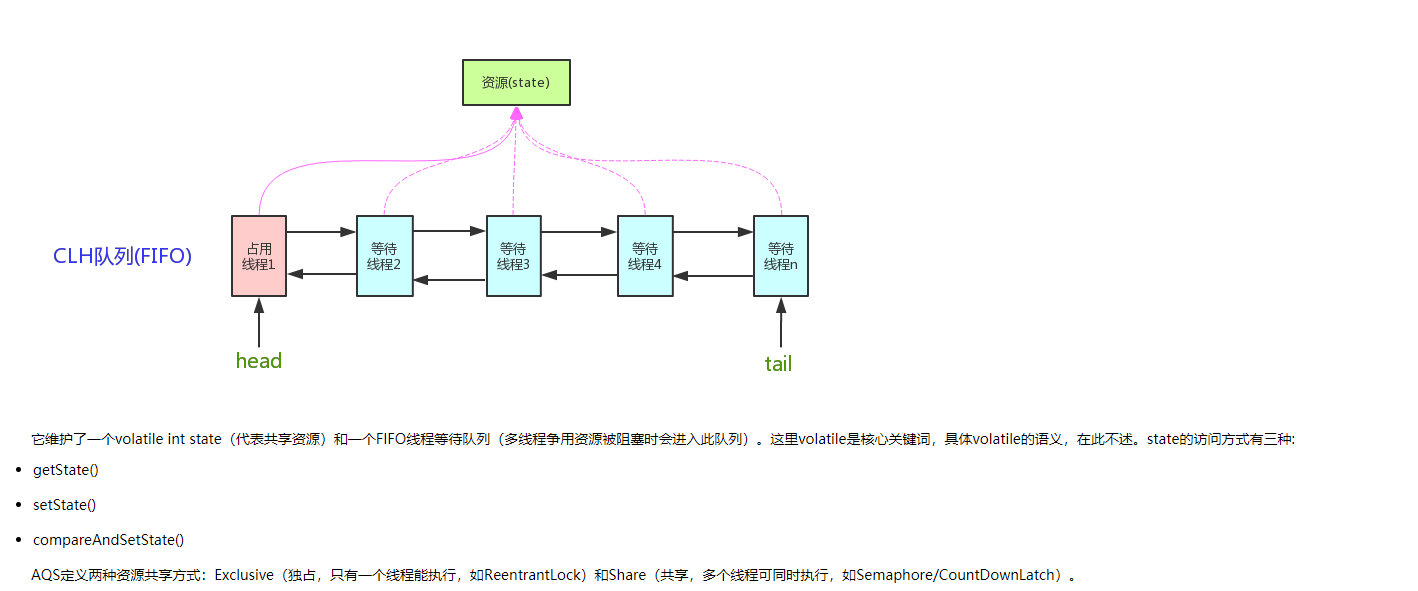 资源(state)
CLH队列(FIFO)
占用
线程1
等待
线程2
等待
线程3
等待
线程4
等待
线程n
head
tail
它维护了一个volatile int state（代表共享资源）和一个FIFO线程等待队列（多线程争用资源被阻塞时会进入此队列）。这里volatile是核心关键词，具体volatile的语义，在此不述。state的访问方式有三种:
• getState()
• setState()
• compareAndSetState()
AQS定义两种资源共享方式：Exclusive（独占，只有一个线程能执行，如ReentrantLock）和Share（共享，多个线程可同时执行，如Semaphore/CountDownLatch）。